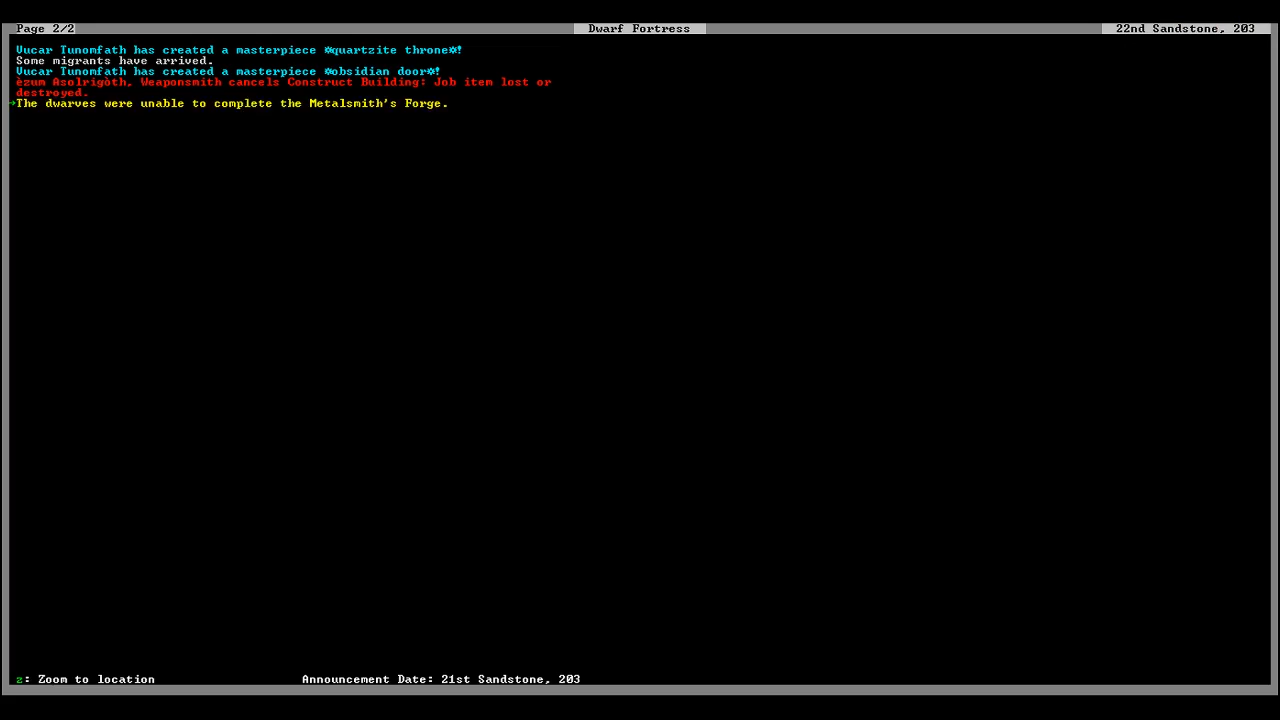 Page 2/2 Dwarf Fortress 22nd Sandstone, 203
Vucar Tunomfath has created a masterpiece ☼quartzite throne☼!
Some migrants have arrived.
Vucar Tunomfath has created a masterpiece ☼obsidian door☼!
èzum Asolrigòth, Weaponsmith cancels Construct Building: Job item lost or
destroyed.
→The dwarves were unable to complete the Metalsmith's Forge.
z: Zoom to location Announcement Date: 21st Sandstone, 203